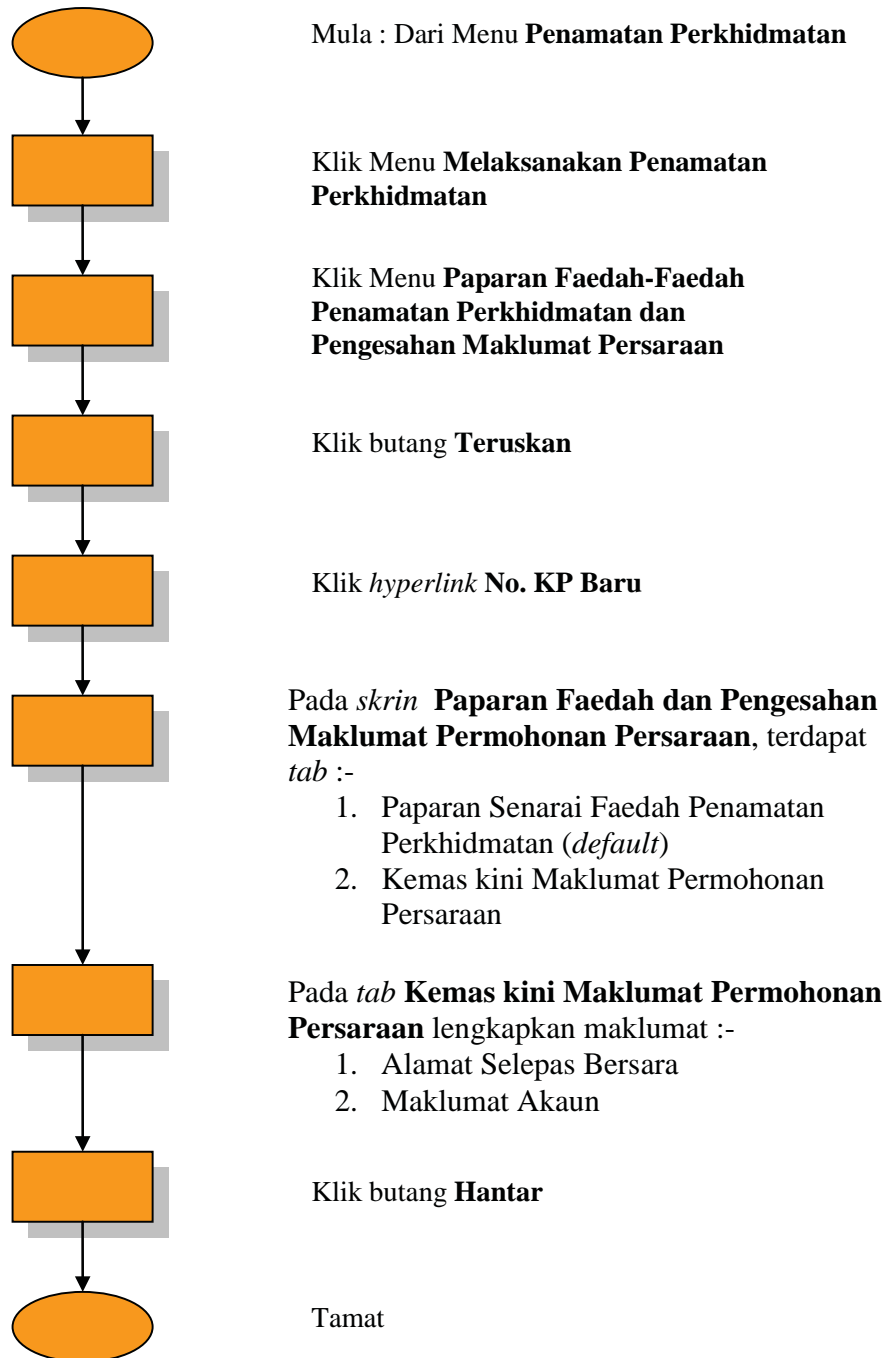 Mula : Dari Menu Penamatan Perkhidmatan
Klik Menu Melaksanakan Penamatan
Perkhidmatan
Klik Menu Paparan Faedah-Faedah
Penamatan Perkhidmatan dan
Pengesahan Maklumat Persaraan
Klik butang Teruskan
Klik hyperlink No. KP Baru
Pada skrin Paparan Faedah dan Pengesahan
Maklumat Permohonan Persaraan, terdapat
tab :-
1. Paparan Senarai Faedah Penamatan
Perkhidmatan (default)
2. Kemas kini Maklumat Permohonan
Persaraan
Pada tab Kemas kini Maklumat Permohonan
Persaraan lengkapkan maklumat :-
1. Alamat Selepas Bersara
2. Maklumat Akaun
Klik butang Hantar
Tamat